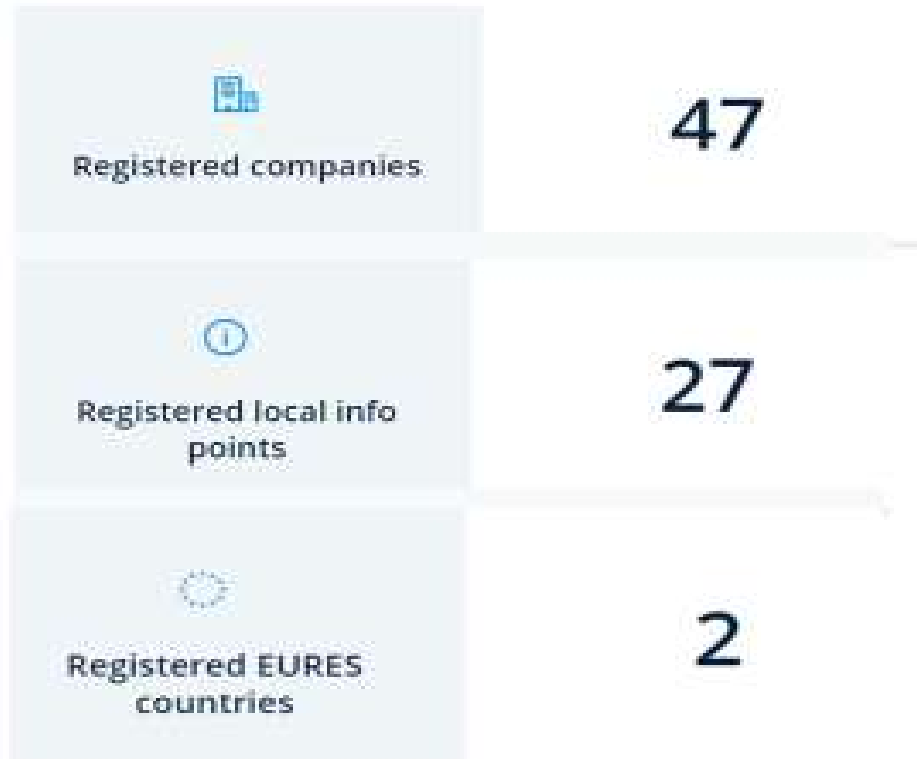 Registered companies
47
Registered local info
points
27
Registered EURES
countries
2